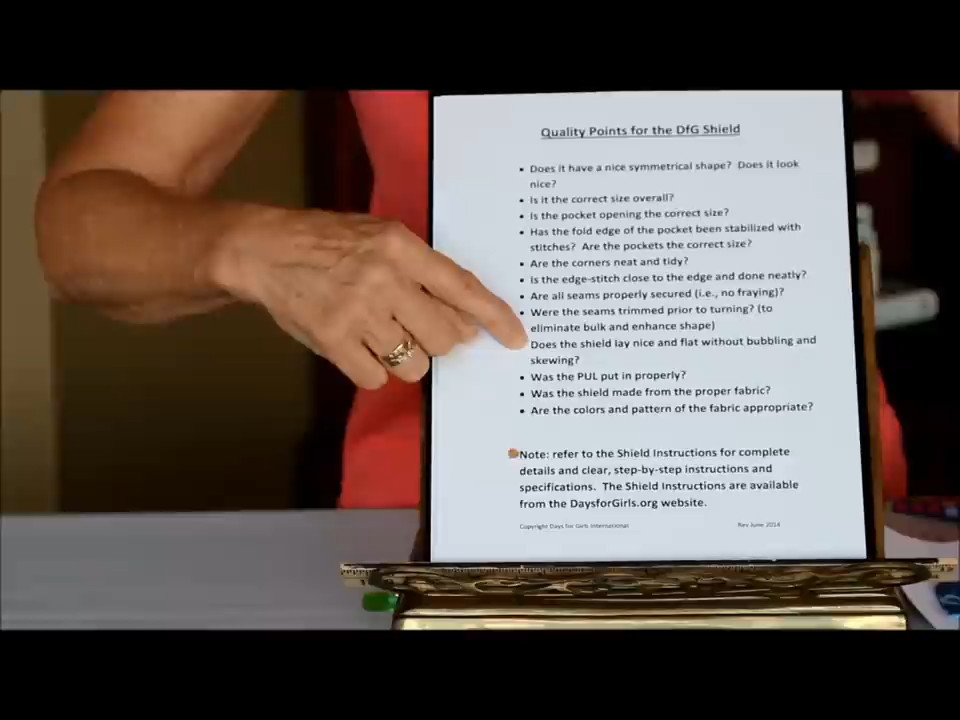 Quality Points for the DfG Shield
• Does it have a nice symmetrical shape? Does it look
nice?
• Is it the correct size overall?
• Is the pocket opening the correct size?
• Has the fold edge of the pocket been stabilized with
stitches? Are the pockets the correct size?
• Are the corners neat and tidy?
• Is the edge-stitch close to the edge and done neatly?
• Are all seams properly secured (i.e., no fraying)?
• Were the seams trimmed prior to turning? (to
eliminate bulk and enhance shape)
Does the shield lay nice and flat without bubbling and
skewing?
• Was the PUL put in properly?
• Was the shield made from the proper fabric?
• Are the colors and pattern of the fabric appropriate?
Note: refer to the Shield Instructions for complete
details and clear, step-by-step instructions and
specifications. The Shield Instructions are available
from the DaysforGirls.org website.
Copyright Days for Girls International Rev June 2014